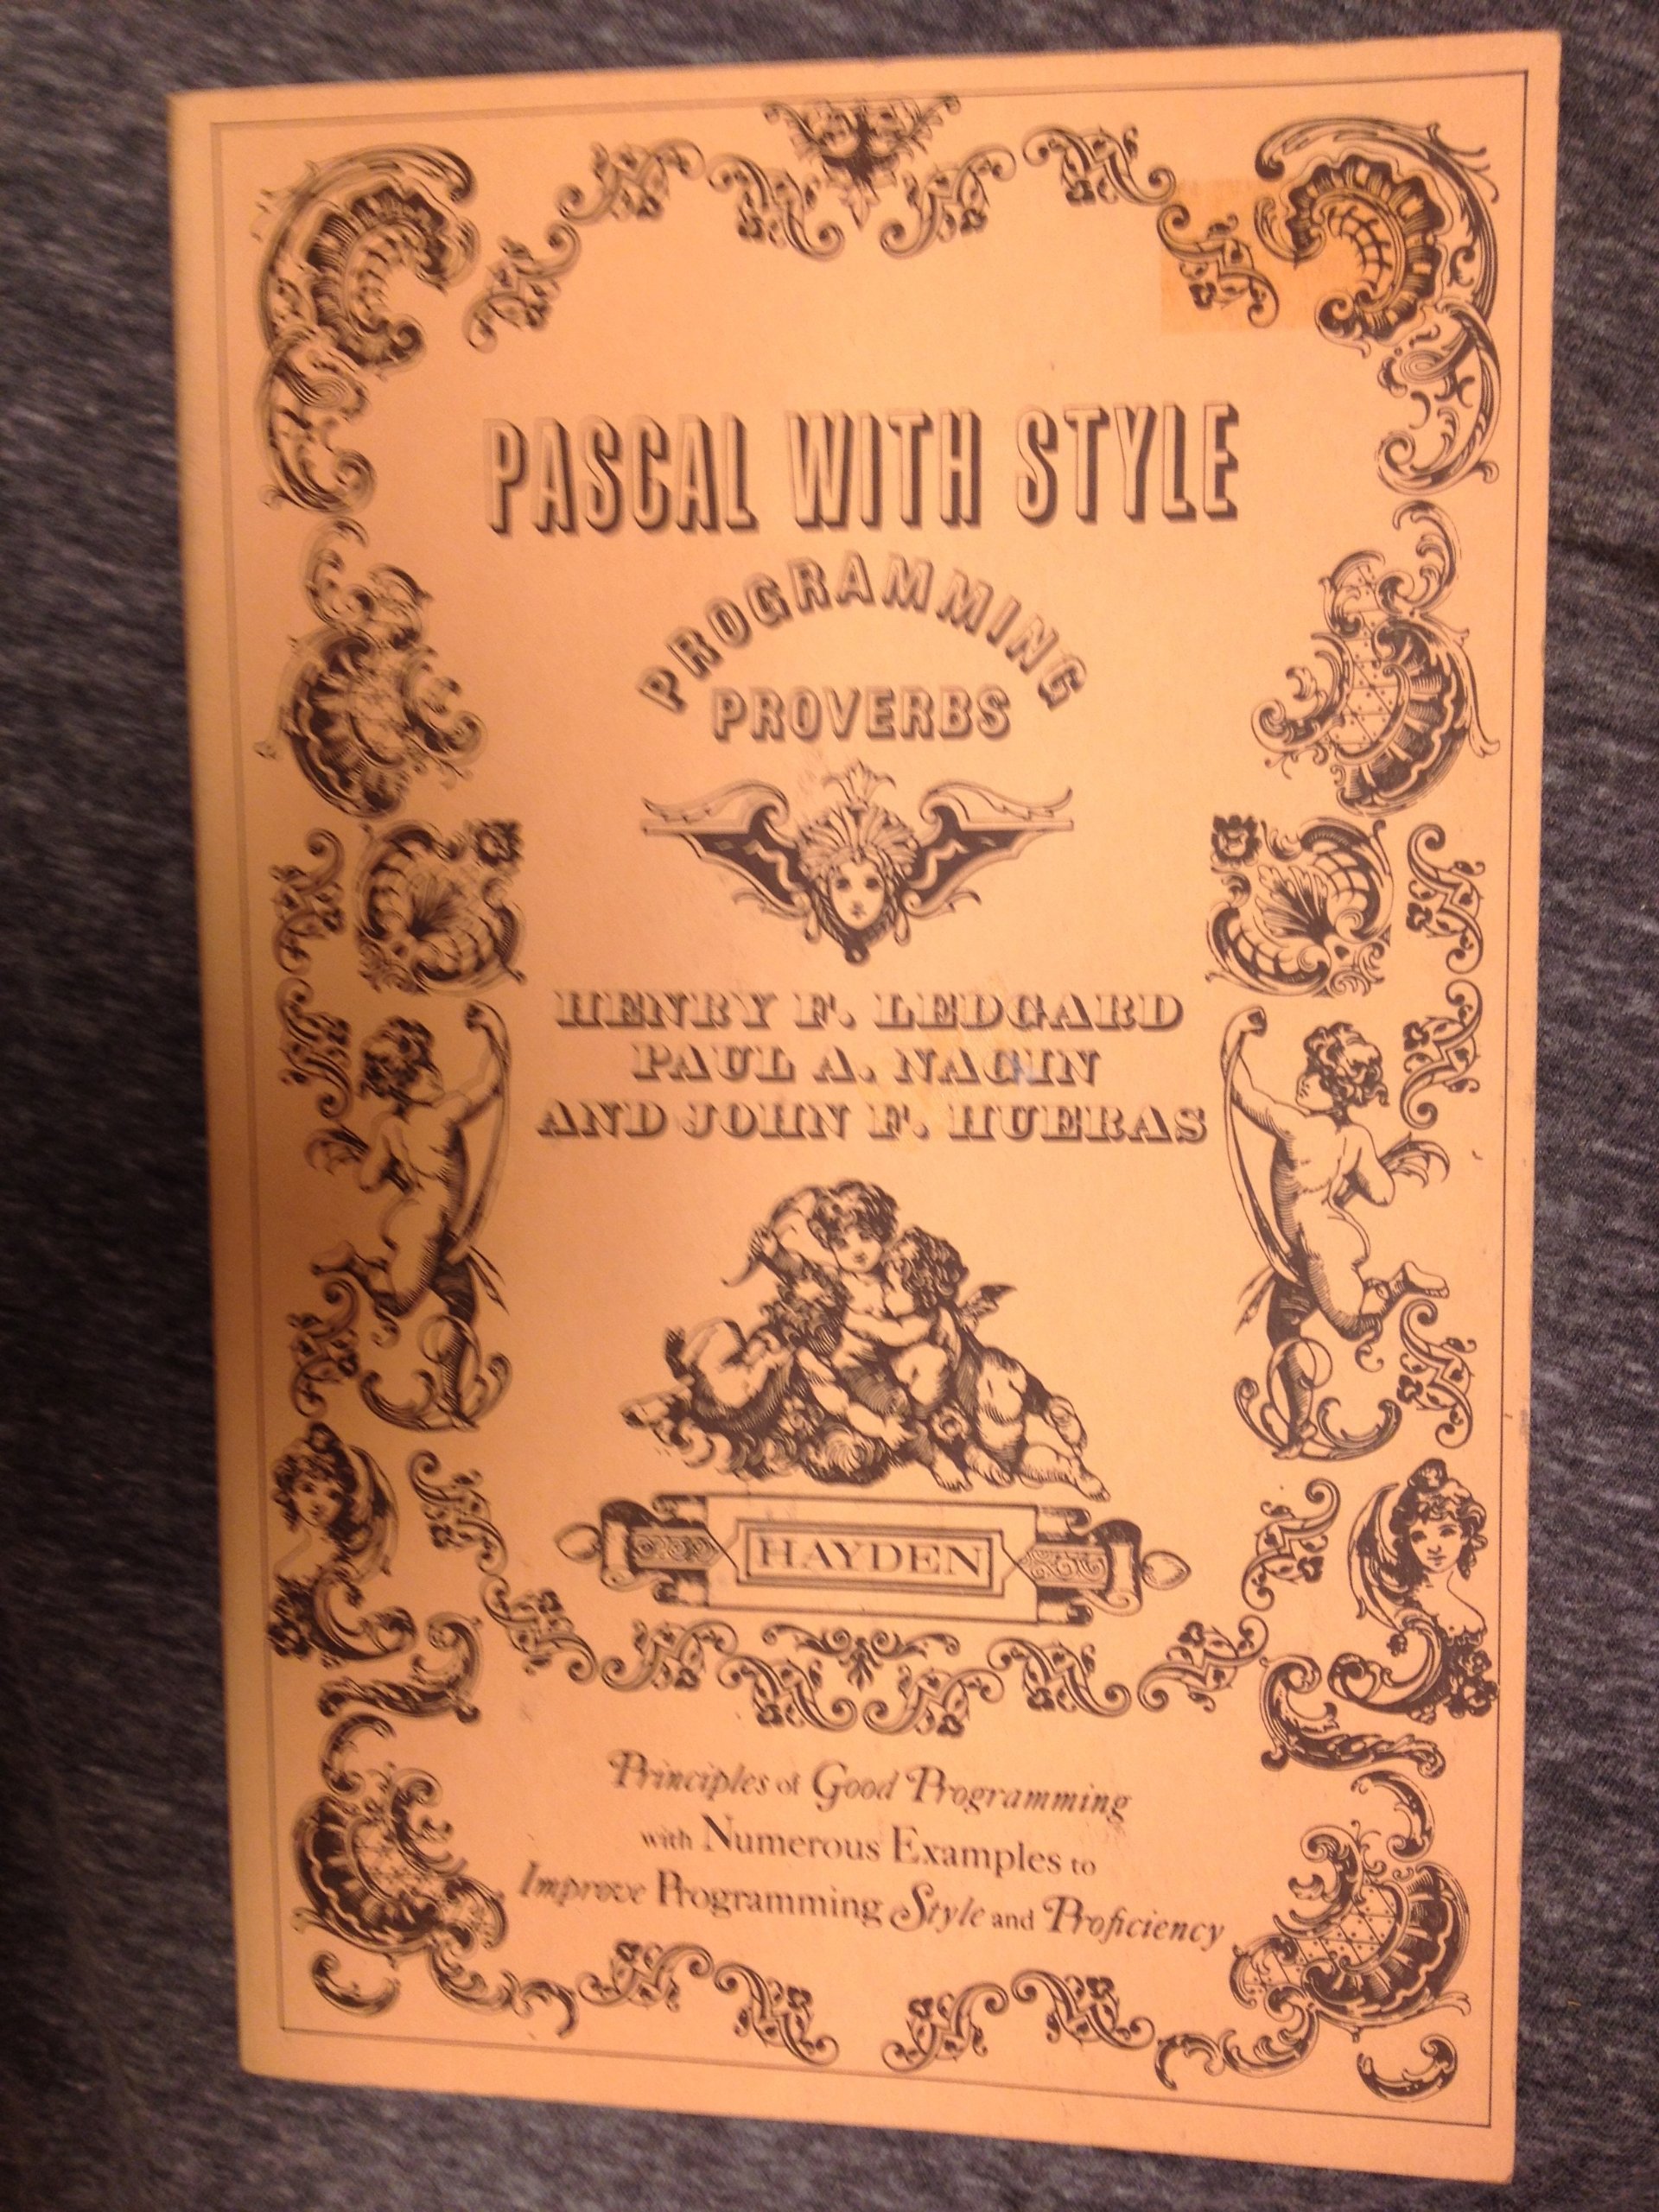 PASCAL WITH STYLE
PROGRAMMING
PROVERBS
HENRY F. LEDGARD
PAUL A. NAGIN
AND JOHN F. HUERAS
HAYDEN
Principles of Good Programming
with Numerous Examples to
Improve Programming Style and Proficiency